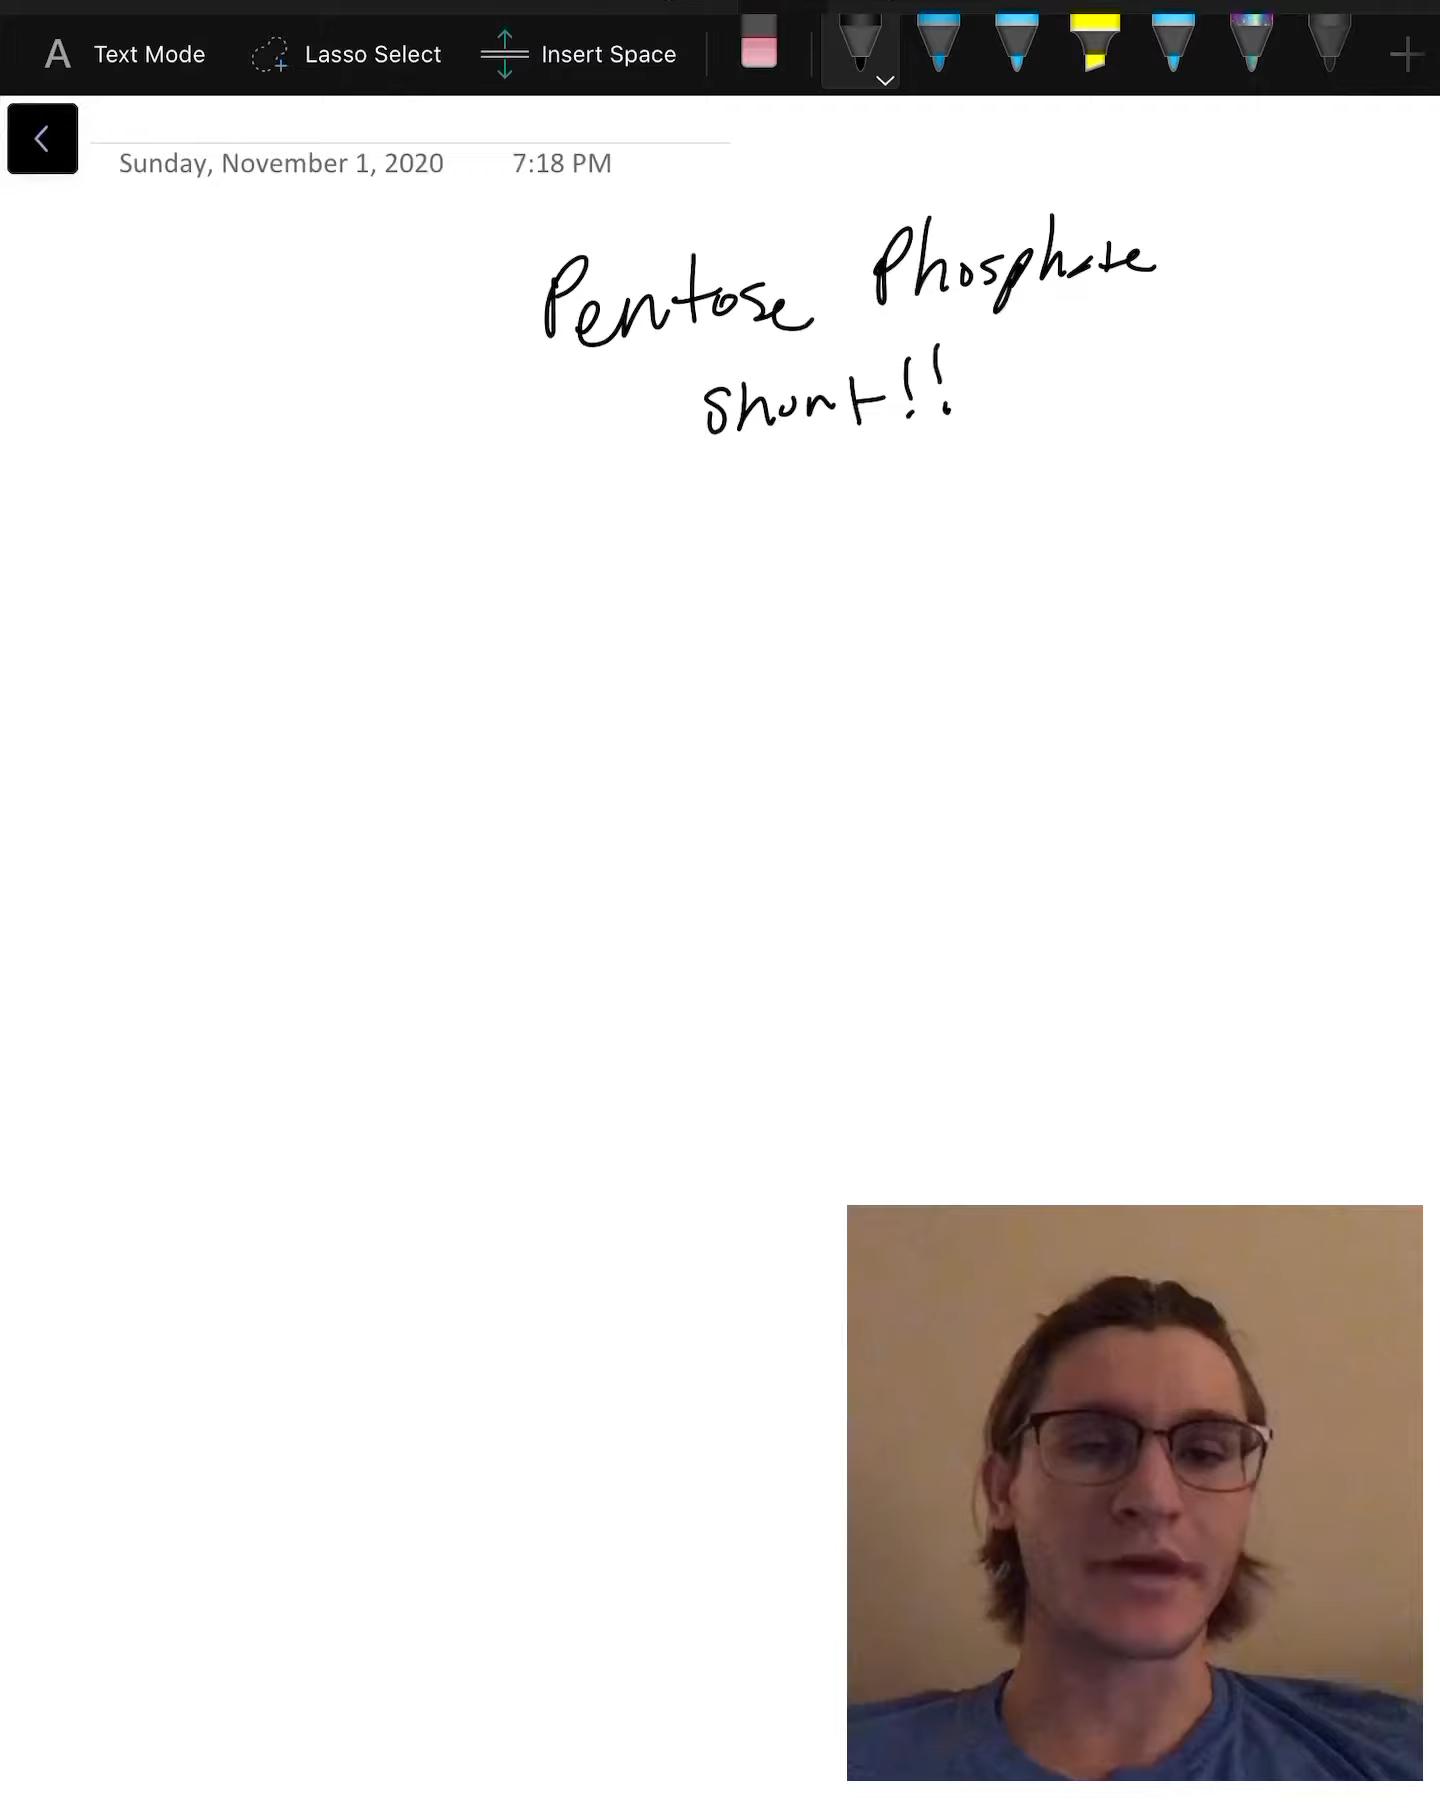 A Text Mode Lasso Select Insert Space
Sunday, November 1, 2020 7:18 PM
Pentose Phosphate
Shunt!!